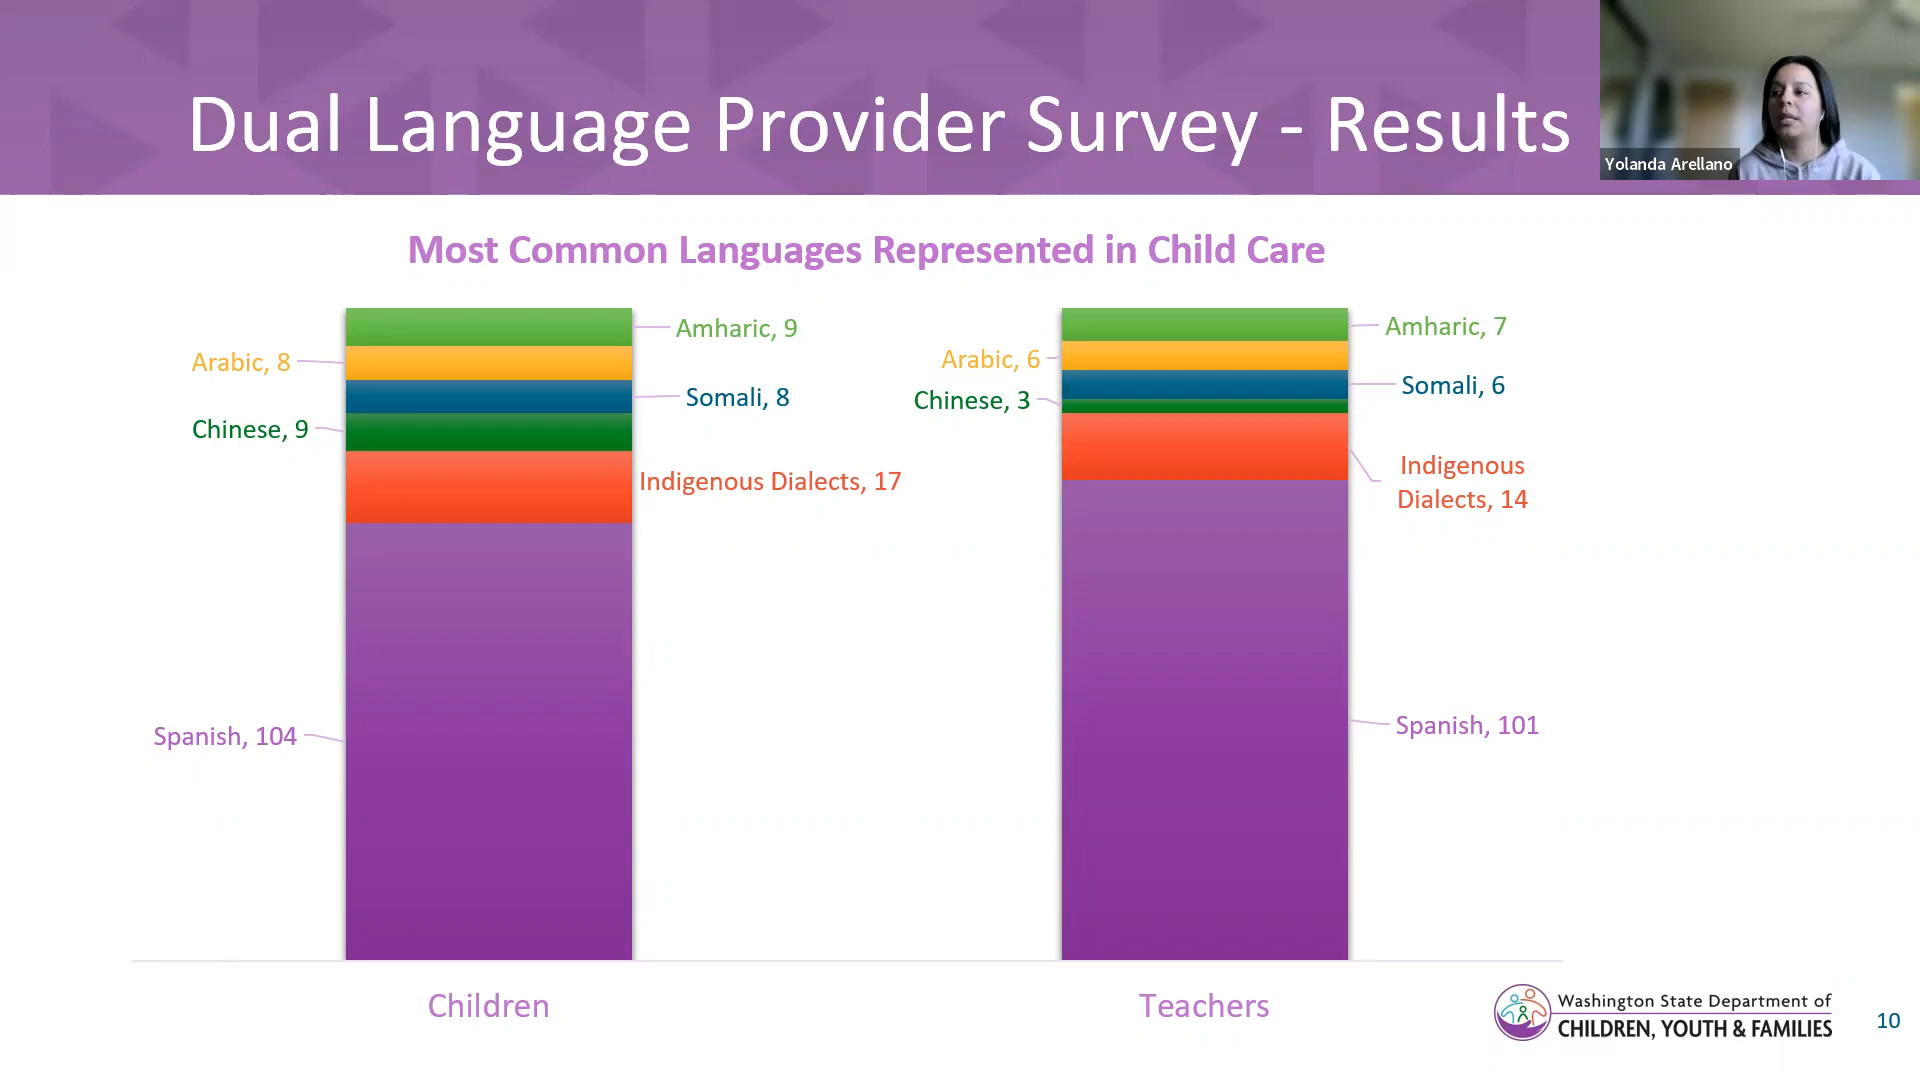 Dual Language Provider Survey - Results
Yolanda Arellano
Most Common Languages Represented in Child Care
Amharic, 9
Arabic, 8
Somali, 8
Chinese, 9
Indigenous Dialects, 17
Spanish, 104
Children
Amharic, 7
Arabic, 6
Somali, 6
Chinese, 3
Indigenous
Dialects, 14
Spanish, 101
Teachers
Washington State Department of
CHILDREN, YOUTH & FAMILIES
10